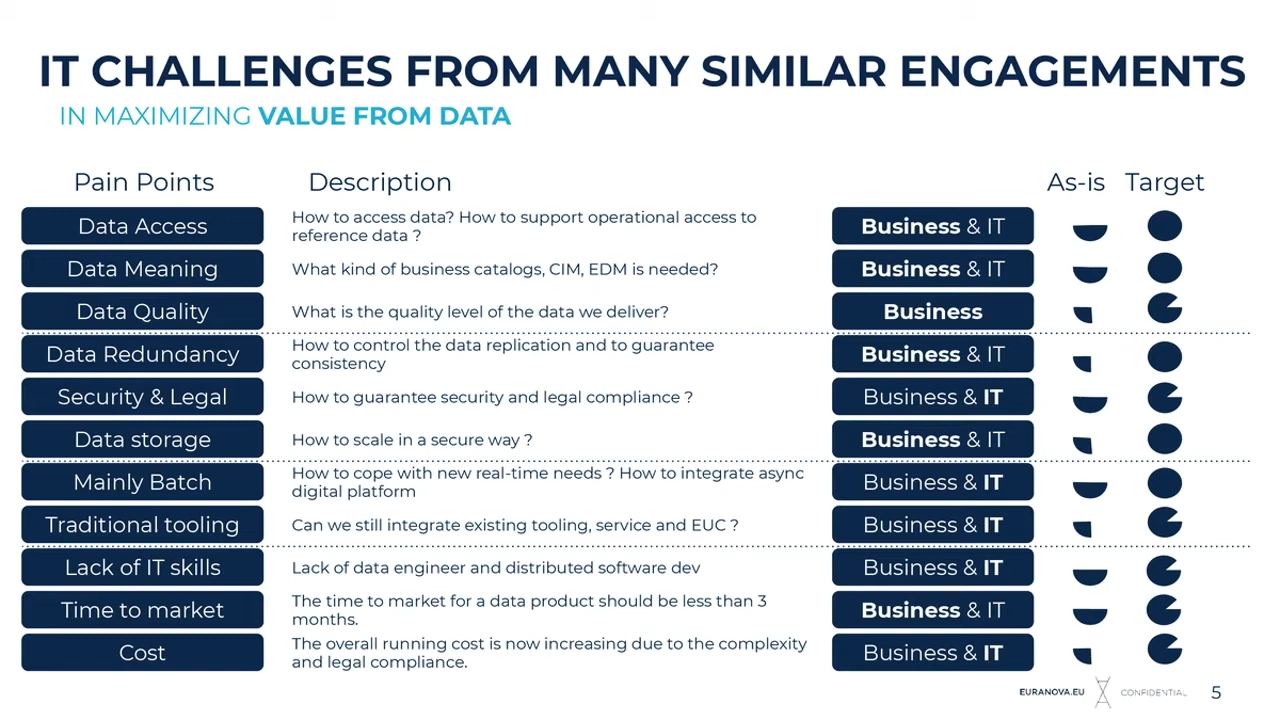 IT CHALLENGES FROM MANY SIMILAR ENGAGEMENTS
IN MAXIMIZING VALUE FROM DATA
Pain Points Description As-is Target
Data Access How to access data? How to support operational access to
reference data ? Business & IT
Data Meaning What kind of business catalogs, CIM, EDM is needed? Business & IT
Data Quality What is the quality level of the data we deliver? Business
Data Redundancy How to control the data replication and to guarantee
consistency Business & IT
Security & Legal How to guarantee security and legal compliance ? Business & IT
Data storage How to scale in a secure way ? Business & IT
Mainly Batch How to cope with new real-time needs ? How to integrate async
digital platform Business & IT
Traditional tooling Can we still integrate existing tooling, service and EUC ? Business & IT
Lack of IT skills Lack of data engineer and distributed software dev Business & IT
Time to market The time to market for a data product should be less than 3
months. Business & IT
Cost The overall running cost is now increasing due to the complexity
and legal compliance. Business & IT
EURANOVA.EU CONFIDENTIAL 5